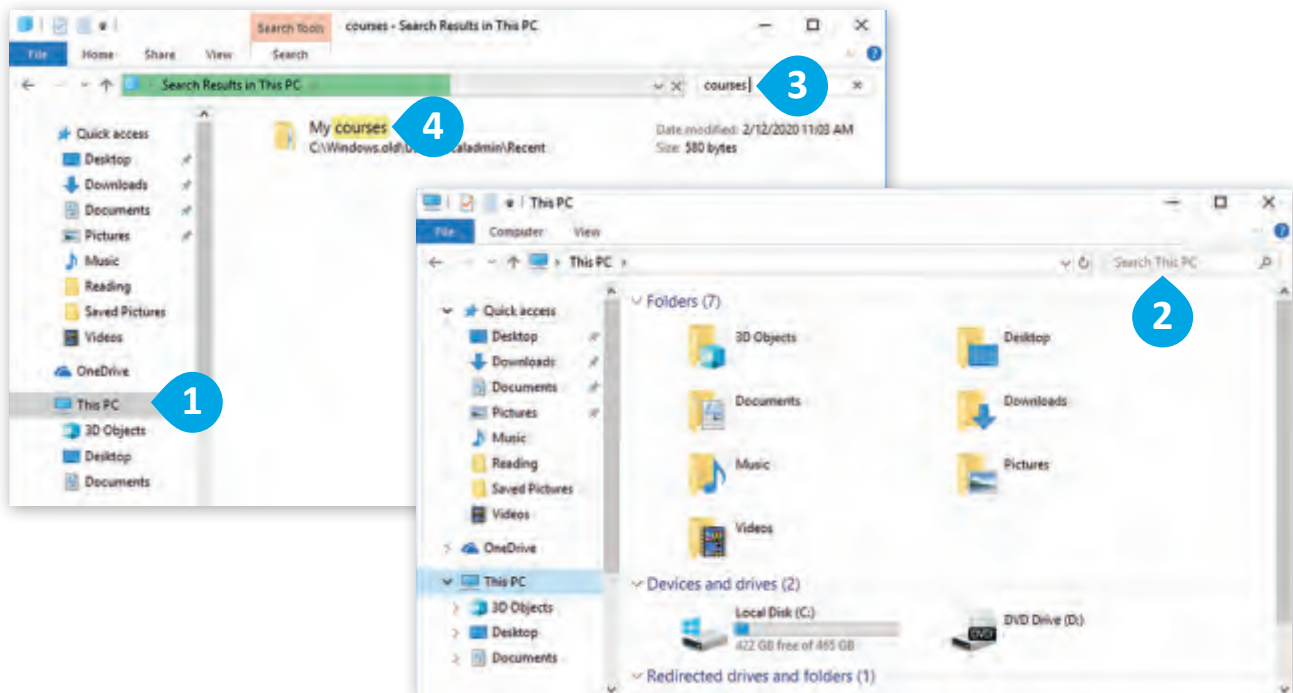 Search Tools courses - Search Results in This PC
File Home Share View Search
Search Results in This PC courses 3
Quick access
Desktop
Downloads
Documents
Pictures
Music
Reading
Saved Pictures
Videos
OneDrive
This PC 1
3D Objects
Desktop
Documents
My courses 4
C:\Windows.old\ caladmin\Recent
Date modified: 2/12/2020 11:03 AM
Size: 580 bytes
This PC
File Computer View
This PC Search This PC
2
Quick access
Desktop
Downloads
Documents
Pictures
Music
Reading
Saved Pictures
Videos
OneDrive
This PC
3D Objects
Desktop
Documents
Folders (7)
3D Objects
Desktop
Documents
Downloads
Music
Pictures
Videos
Devices and drives (2)
Local Disk (C:)
422 GB free of 465 GB
DVD Drive (D:)
DVD
Redirected drives and folders (1)